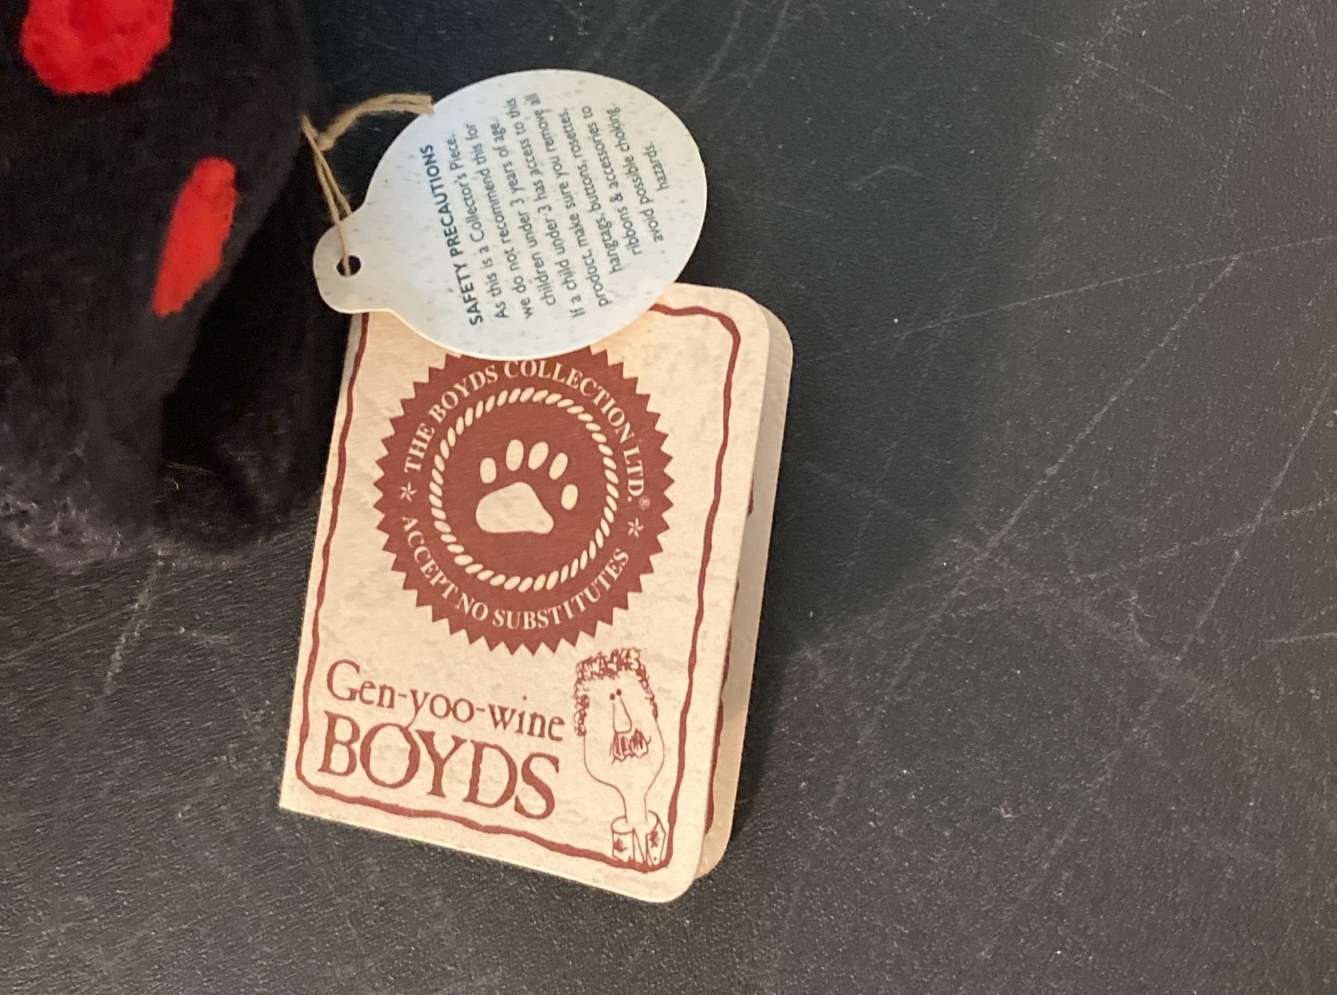 SAFETY PRECAUTIONS
As this is a Collector's Piece,
we do not recommend this for
children under 3 years of age.
If a child under 3 has access to this
product, make sure you remove all
hangtags, buttons, rosettes,
ribbons & accessories to
avoid possible choking
hazards.
THE BOYDS COLLECTION LTD.®
ACCEPT NO SUBSTITUTES
Gen-yoo-wine
BOYDS